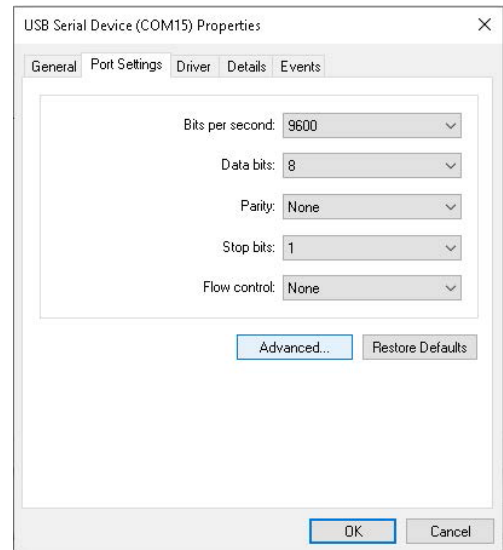 USB Serial Device (COM15) Properties
General Port Settings Driver Details Events
Bits per second: 9600
Data bits: 8
Parity: None
Stop bits: 1
Flow control: None
Advanced... Restore Defaults
OK Cancel